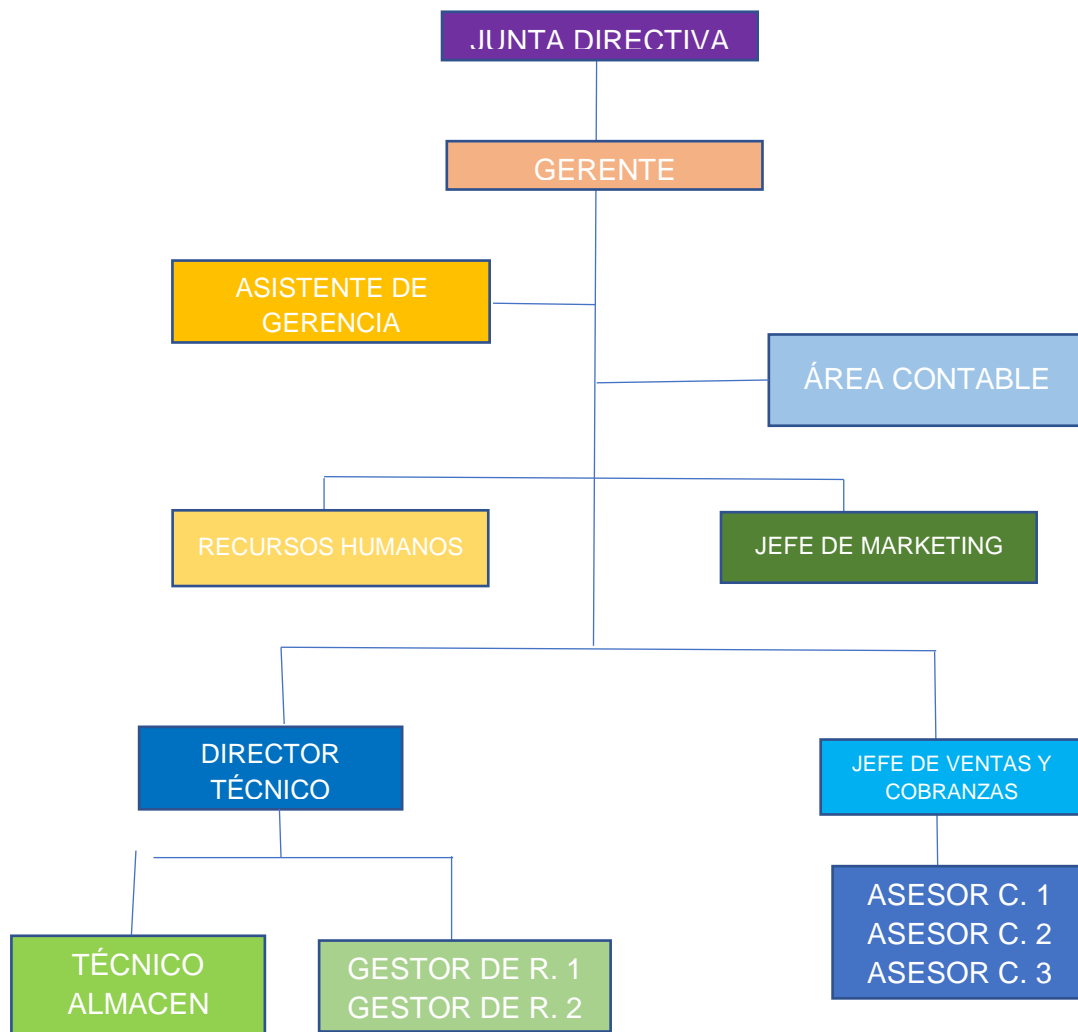 JUNTA DIRECTIVA
GERENTE
ASISTENTE DE
GERENCIA
ÁREA CONTABLE
RECURSOS HUMANOS
JEFE DE MARKETING
DIRECTOR
TÉCNICO
JEFE DE VENTAS Y
COBRANZAS
TÉCNICO
ALMACEN
GESTOR DE R. 1
GESTOR DE R. 2
ASESOR C. 1
ASESOR C. 2
ASESOR C. 3